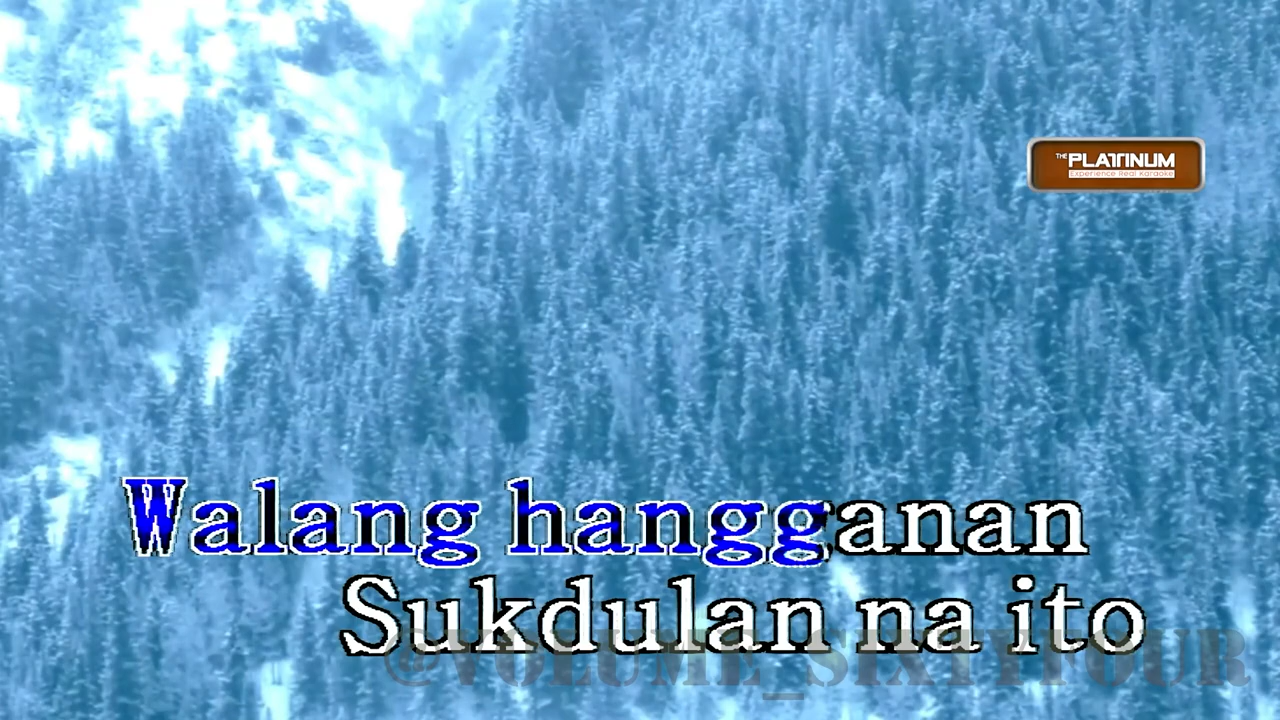 THE PLATINUM
Experience Real Karaoke
Walang hangganan
Sukdulan na ito
@VOLUME_SIXTYFOUR